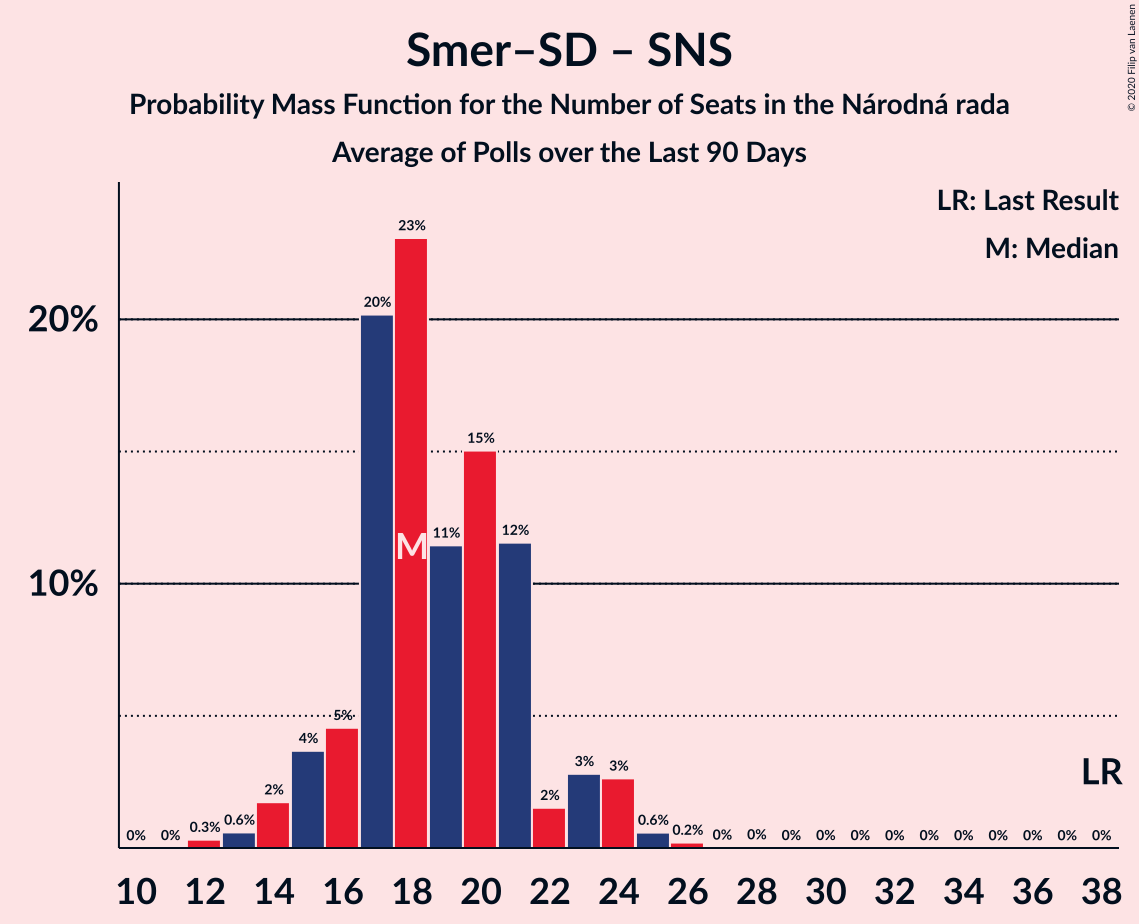 Smer–SD – SNS
Probability Mass Function for the Number of Seats in the Národná rada
Average of Polls over the Last 90 Days
© 2020 Filip van Laenen
LR: Last Result
M: Median
23%
20%
20%
15%
12%
11%
M
10%
5%
4%
3%
3%
LR
2%
2%
0.6%
0.6%
0.3%
0.2%
0% 0% 0% 0% 0% 0% 0% 0% 0% 0% 0% 0% 0% 0%
10 12 14 16 18 20 22 24 26 28 30 32 34 36 38